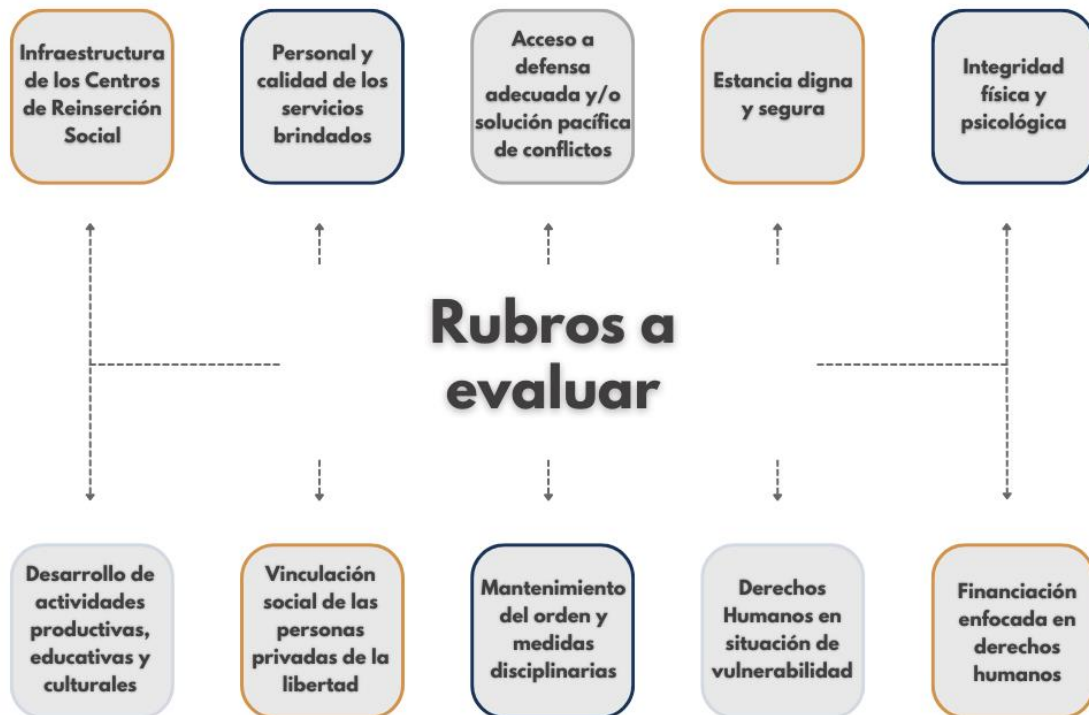 Infraestructura
de los Centros
de Reinserción
Social
Personal y
calidad de los
servicios
brindados
Acceso a
defensa
adecuada y/o
solución pacífica
de conflictos
Estancia digna
y segura
Integridad
física y
psicológica
Rubros a
evaluar
Desarrollo de
actividades
productivas,
educativas y
culturales
Vinculación
social de las
personas
privadas de la
libertad
Mantenimiento
del orden y
medidas
disciplinarias
Derechos
Humanos en
situación de
vulnerabilidad
Financiación
enfocada en
derechos
humanos